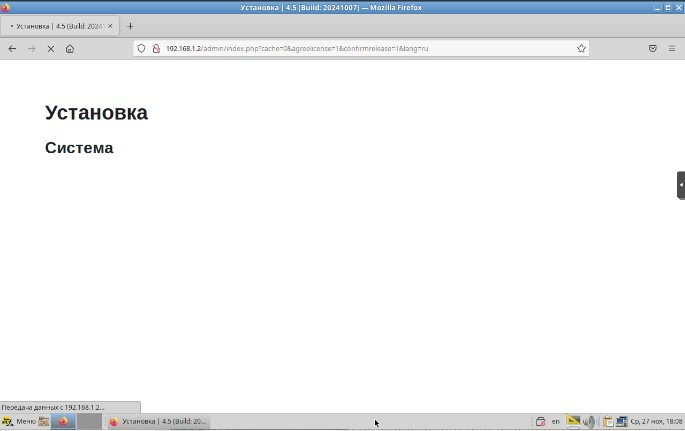 Установка | 4.5 (Build: 20241007) — Mozilla Firefox
Установка | 4.5 (Build: 20241
192.168.1.2/admin/index.php?cache=0&agreelicense=1&confirmrelease=1&lang=ru
Установка
Система
Передача данных с 192.168.1.2...
Меню
Установка | 4.5 (Build: 20...
en
Ср, 27 ноя, 18:08